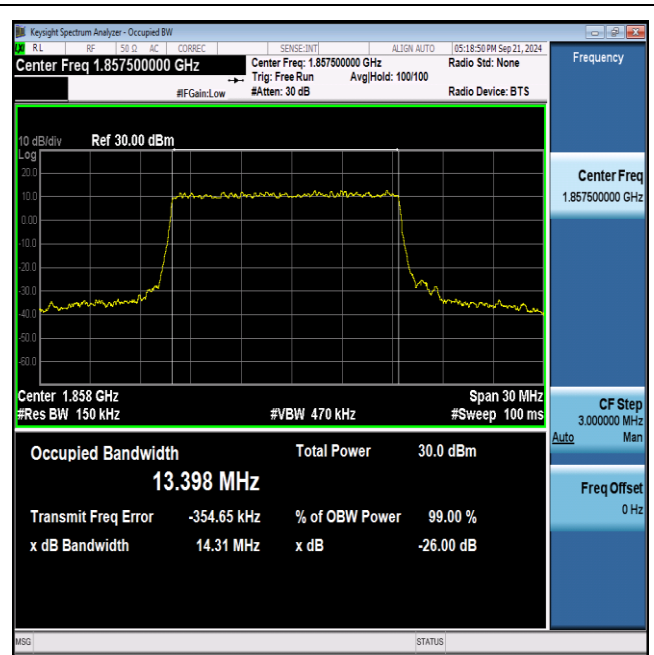 Keysight Spectrum Analyzer - Occupied BW
LXI RL RF 50 Ω AC CORREC SENSE:INT ALIGN AUTO 05:18:50 PM Sep 21, 2024
Center Freq 1.857500000 GHz
Center Freq: 1.857500000 GHz
Radio Std: None
Trig: Free Run Avg|Hold: 100/100
#IFGain:Low #Atten: 30 dB Radio Device: BTS
10 dB/div Ref 30.00 dBm
Log
20.0
10.0
0.00
-10.0
-20.0
-30.0
-40.0
-50.0
-60.0
Center 1.858 GHz Span 30 MHz
#Res BW 150 kHz #VBW 470 kHz #Sweep 100 ms
Occupied Bandwidth Total Power 30.0 dBm
13.398 MHz
Transmit Freq Error -354.65 kHz % of OBW Power 99.00 %
x dB Bandwidth 14.31 MHz x dB -26.00 dB
MSG STATUS
Frequency
Center Freq
1.857500000 GHz
CF Step
3.000000 MHz
Auto Man
Freq Offset
0 Hz